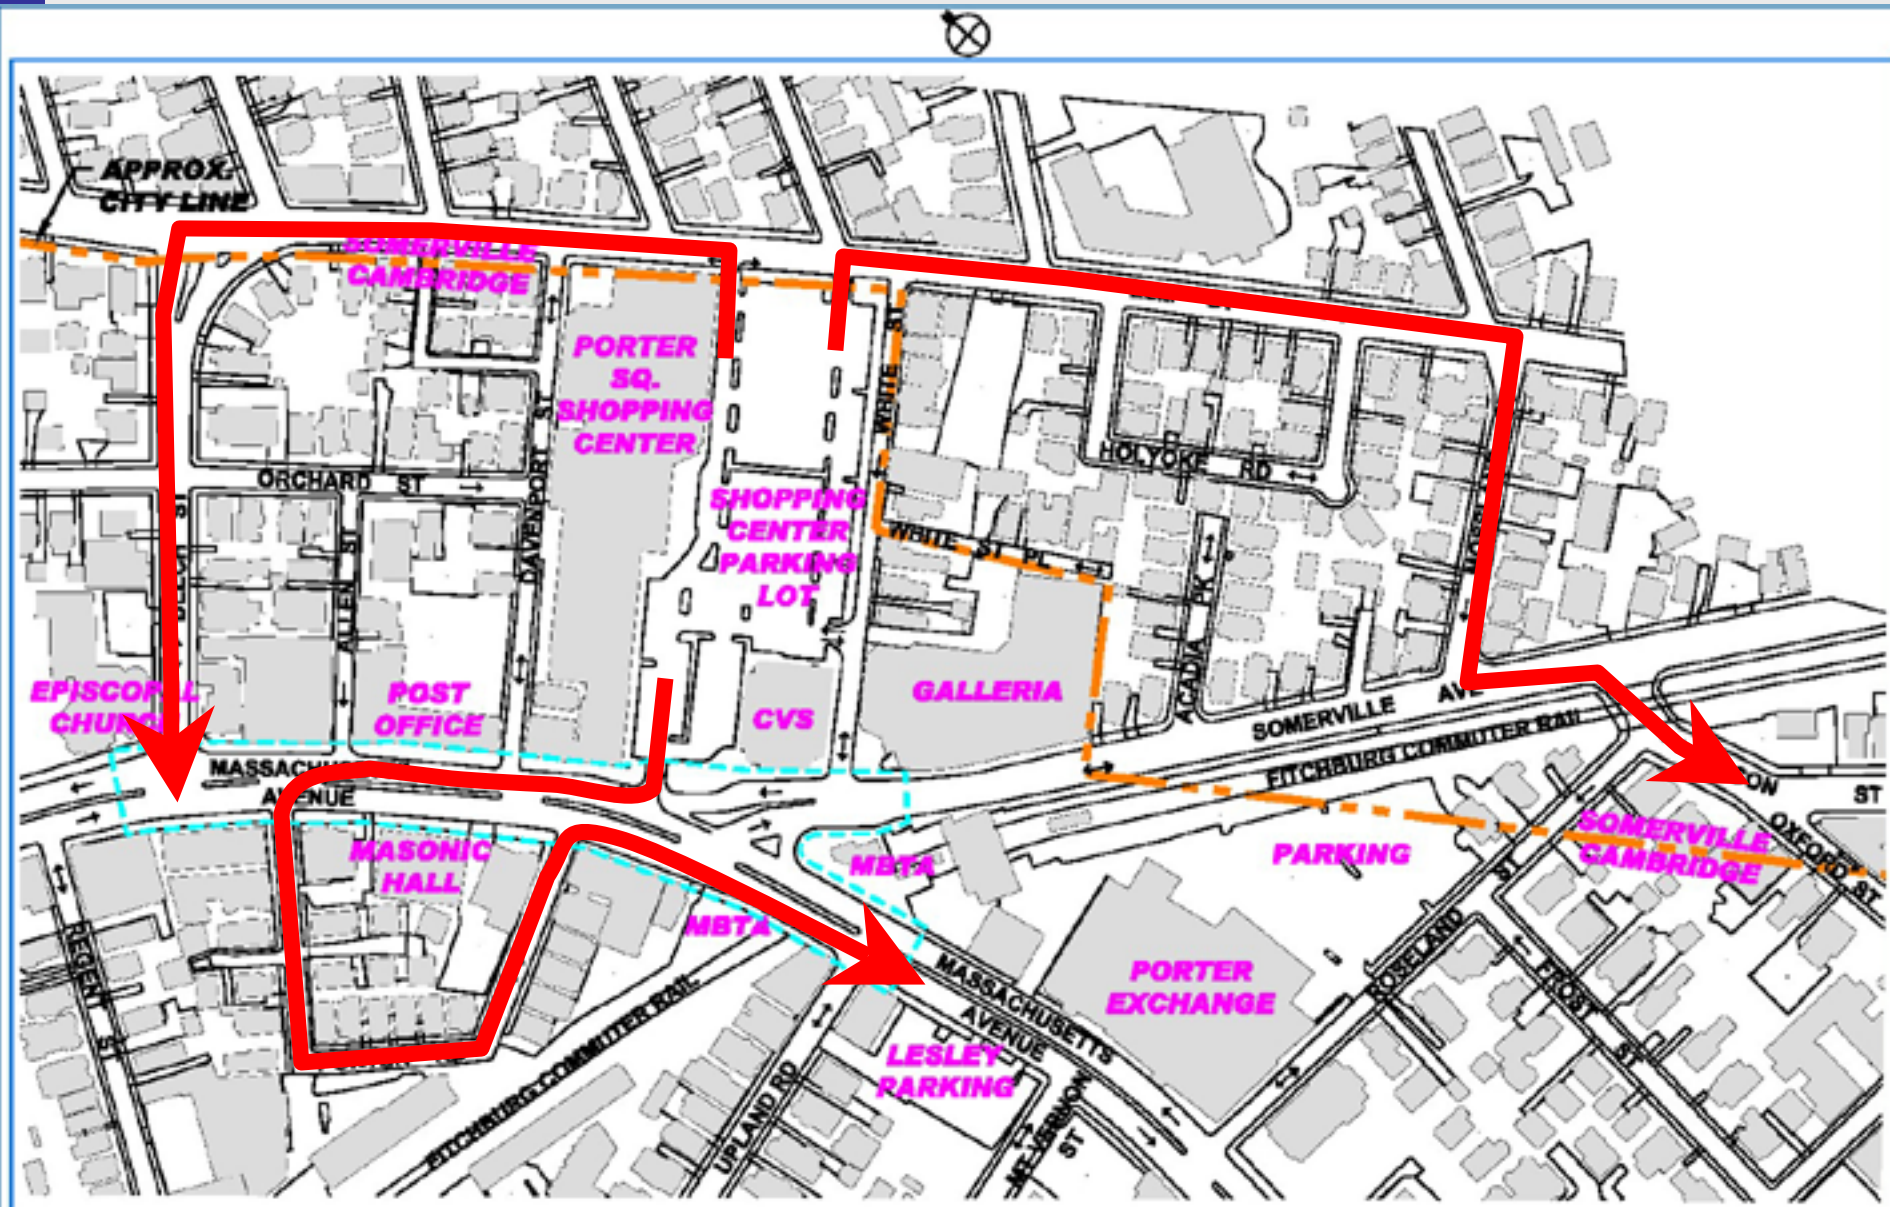 APPROX.
CITY LINE
SOMERVILLE
CAMBRIDGE
PORTER
SQ.
SHOPPING
CENTER
WHITE ST
HOLYOKE RD
ORCHARD ST
DAVENPORT ST
SHOPPING
CENTER
PARKING
LOT
WHITE ST PL
ALLEN ST
ACADIA PK
EPISCOPAL
CHURCH
POST
OFFICE
CVS
GALLERIA
SOMERVILLE AVE
FITCHBURG COMMUTER RAIL
MASSACHUS
AVENUE
ON ST
OXFORD ST
SOMERVILLE
CAMBRIDGE
MASONIC
HALL
MBTA
PARKING
ST
MBTA
REGENT ST
ROSELAND
MASSACHUSETTS
AVENUE
PORTER
EXCHANGE
FROST ST
LESLEY
PARKING
FITCHBURG COMMUTER RAIL
UPLAND RD
MT VERNON
ST